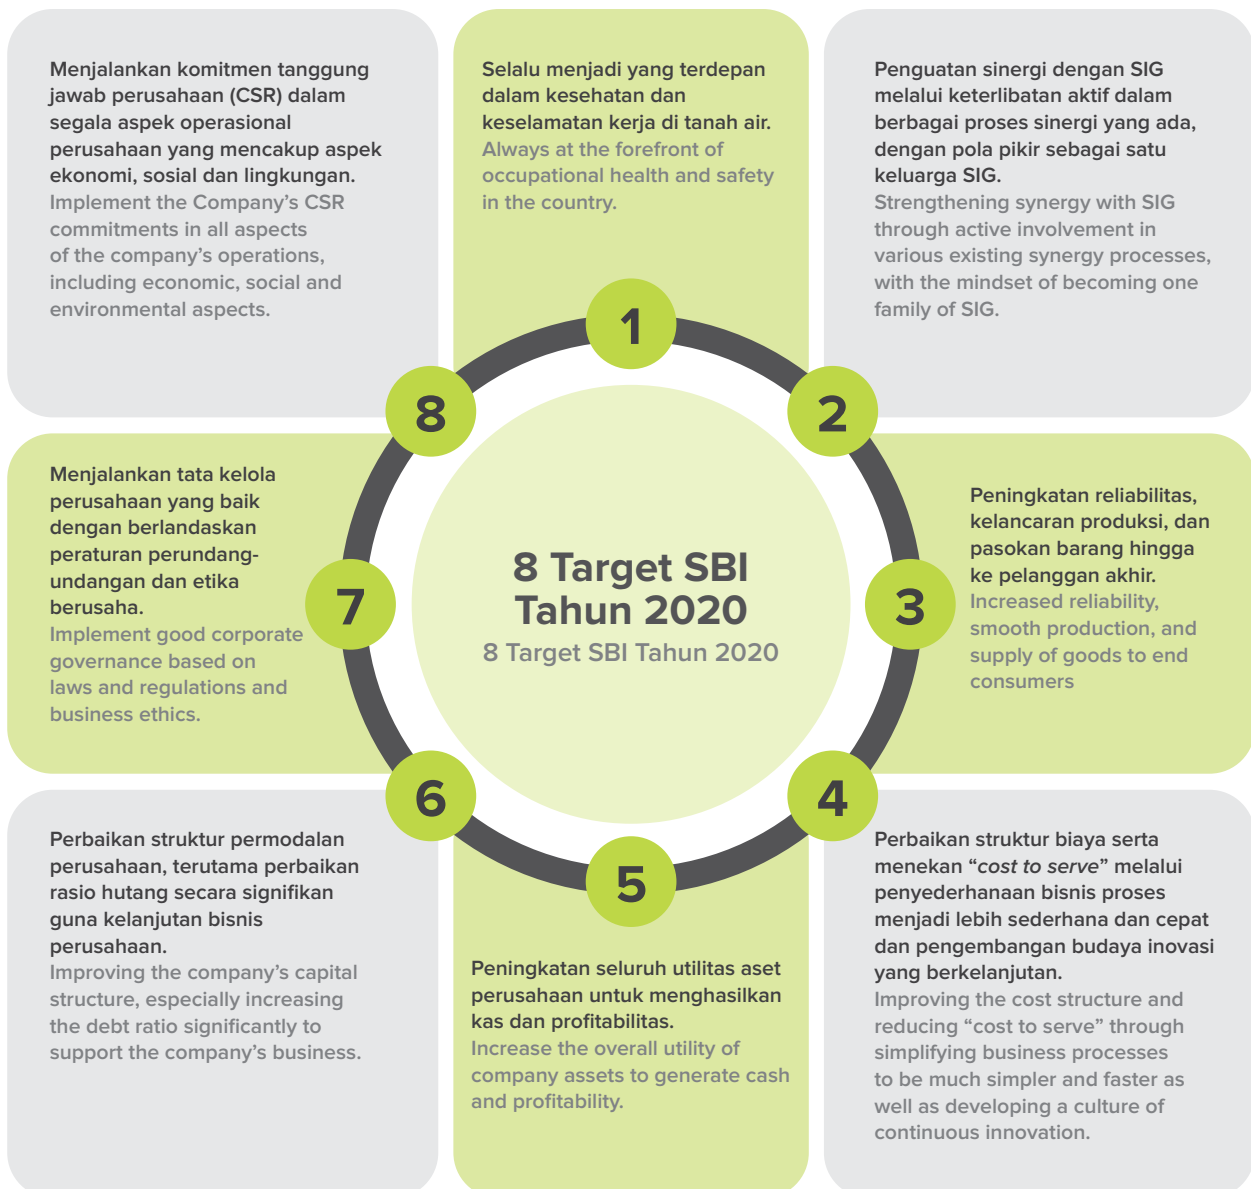 Menjalankan komitmen tanggung
jawab perusahaan (CSR) dalam
segala aspek operasional
perusahaan yang mencakup aspek
ekonomi, sosial dan lingkungan.
Implement the Company’s CSR
commitments in all aspects
of the company’s operations,
including economic, social and
environmental aspects.
Selalu menjadi yang terdepan
dalam kesehatan dan
keselamatan kerja di tanah air.
Always at the forefront of
occupational health and safety
in the country.
Penguatan sinergi dengan SIG
melalui keterlibatan aktif dalam
berbagai proses sinergi yang ada,
dengan pola pikir sebagai satu
keluarga SIG.
Strengthening synergy with SIG
through active involvement in
various existing synergy processes,
with the mindset of becoming one
family of SIG.
1
8
2
Menjalankan tata kelola
perusahaan yang baik
dengan berlandaskan
peraturan perundang-
undangan dan etika
berusaha.
Implement good corporate
governance based on
laws and regulations and
business ethics.
7
8 Target SBI
Tahun 2020
8 Target SBI Tahun 2020
3
Peningkatan reliabilitas,
kelancaran produksi, dan
pasokan barang hingga
ke pelanggan akhir.
Increased reliability,
smooth production, and
supply of goods to end
consumers
6
4
5
Perbaikan struktur permodalan
perusahaan, terutama perbaikan
rasio hutang secara signifikan
guna kelanjutan bisnis
perusahaan.
Improving the company’s capital
structure, especially increasing
the debt ratio significantly to
support the company’s business.
Peningkatan seluruh utilitas aset
perusahaan untuk menghasilkan
kas dan profitabilitas.
Increase the overall utility of
company assets to generate cash
and profitability.
Perbaikan struktur biaya serta
menekan “cost to serve” melalui
penyederhanaan bisnis proses
menjadi lebih sederhana dan cepat
dan pengembangan budaya inovasi
yang berkelanjutan.
Improving the cost structure and
reducing “cost to serve” through
simplifying business processes
to be much simpler and faster as
well as developing a culture of
continuous innovation.